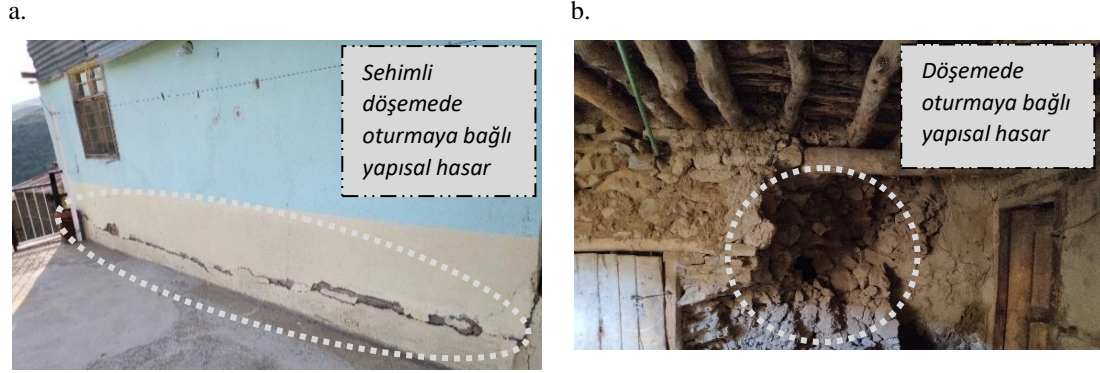 a.
b.
Sehimli
döşemede
oturmaya bağlı
yapısal hasar
Döşemede
oturmaya bağlı
yapısal hasar